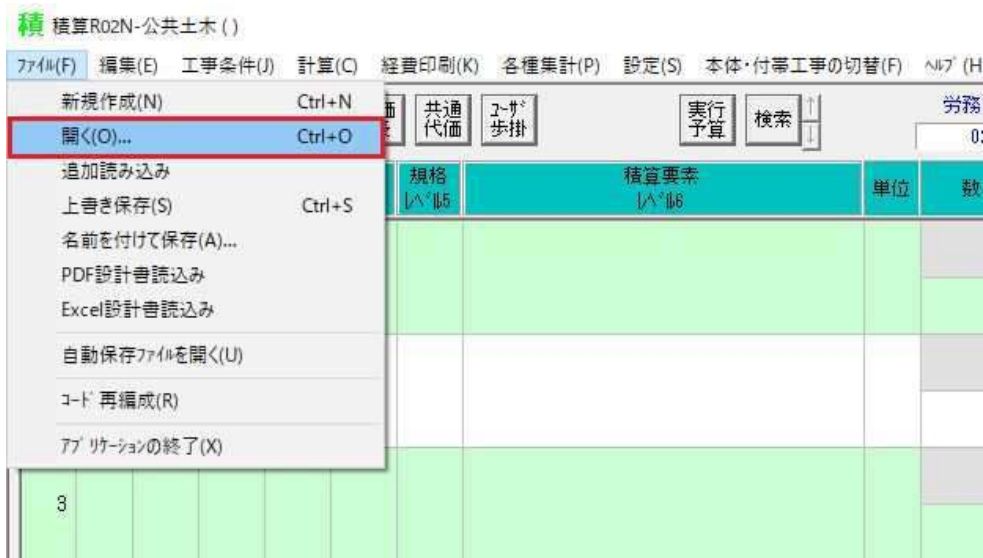 積 積算R02N-公共土木 ( )
ﾌｧｲﾙ(F) 編集(E) 工事条件(J) 計算(C) 経費印刷(K) 各種集計(P) 設定(S) 本体・付帯工事の切替(F) ﾍﾙﾌﾟ(H
新規作成(N) Ctrl+N
開く(O)... Ctrl+O
追加読み込み
上書き保存(S) Ctrl+S
名前を付けて保存(A)...
PDF設計書読込み
Excel設計書読込み
自動保存ﾌｧｲﾙを開く(U)
ｺｰﾄﾞ再編成(R)
ｱﾌﾟﾘｹｰｼｮﾝの終了(X)
共通
代価
ﾕｰｻﾞ
歩掛
実行
予算
検索
労務
02
規格
ﾚﾍﾞﾙ5
積算要素
ﾚﾍﾞﾙ6
単位
数
3